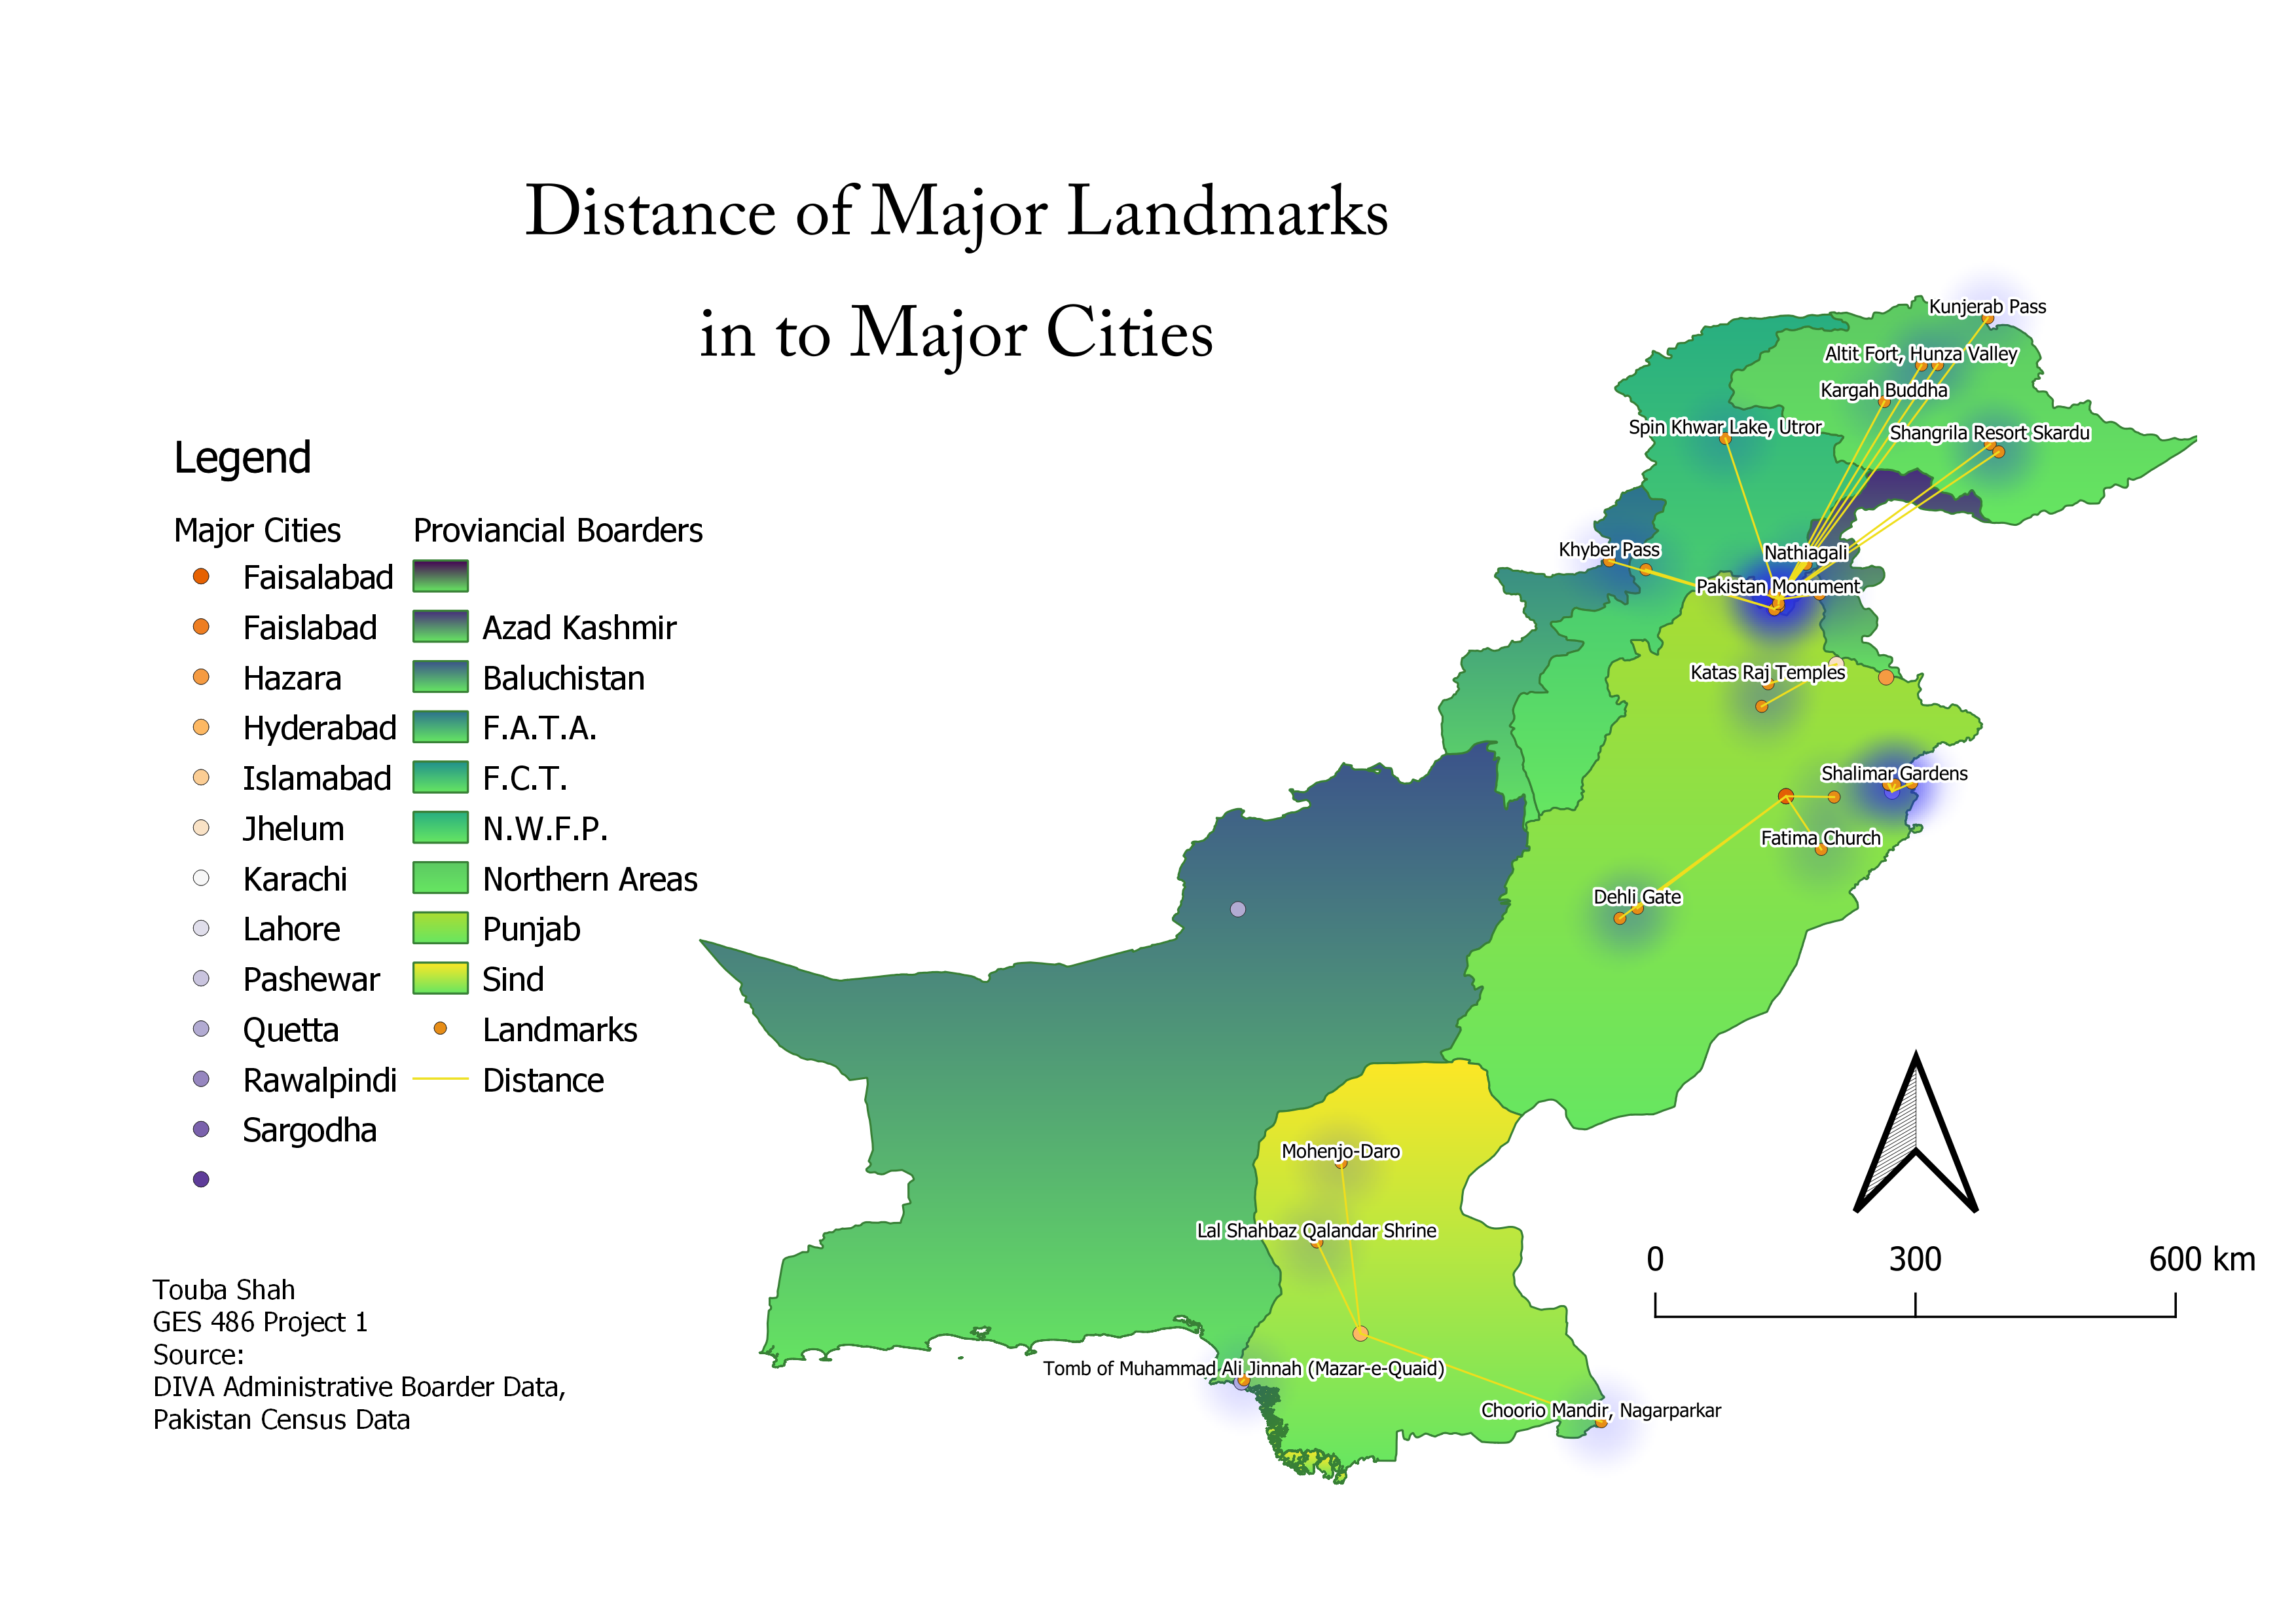 Distance of Major Landmarks
in to Major Cities
Legend
Major Cities
Faisalabad
Faislabad
Hazara
Hyderabad
Islamabad
Jhelum
Karachi
Lahore
Pashewar
Quetta
Rawalpindi
Sargodha
Proviancial Boarders
Azad Kashmir
Baluchistan
F.A.T.A.
F.C.T.
N.W.F.P.
Northern Areas
Punjab
Sind
Landmarks
Distance
Kunjerab Pass
Altit Fort, Hunza Valley
Kargah Buddha
Spin Khwar Lake, Utror
Shangrila Resort Skardu
Khyber Pass
Nathiagali
Pakistan Monument
Katas Raj Temples
Shalimar Gardens
Fatima Church
Dehli Gate
Mohenjo-Daro
Lal Shahbaz Qalandar Shrine
Tomb of Muhammad Ali Jinnah (Mazar-e-Quaid)
Choorio Mandir, Nagarparkar
0 300 600 km
Touba Shah
GES 486 Project 1
Source:
DIVA Administrative Boarder Data,
Pakistan Census Data